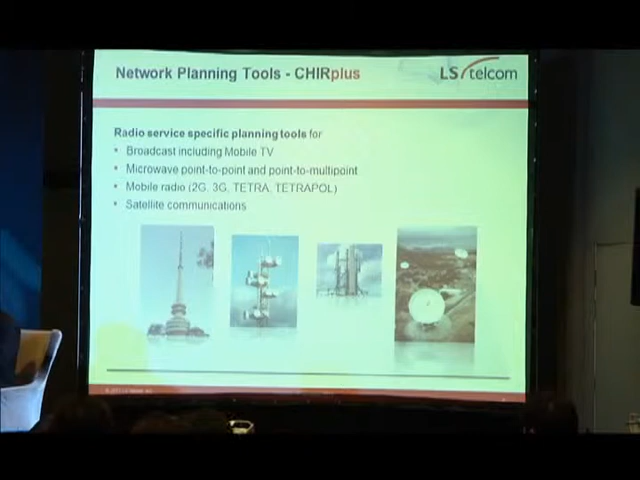 Network Planning Tools - CHIRplus
LS telcom
Radio service specific planning tools for
• Broadcast including Mobile TV
• Microwave point-to-point and point-to-multipoint
• Mobile radio (2G, 3G, TETRA, TETRAPOL)
• Satellite communications